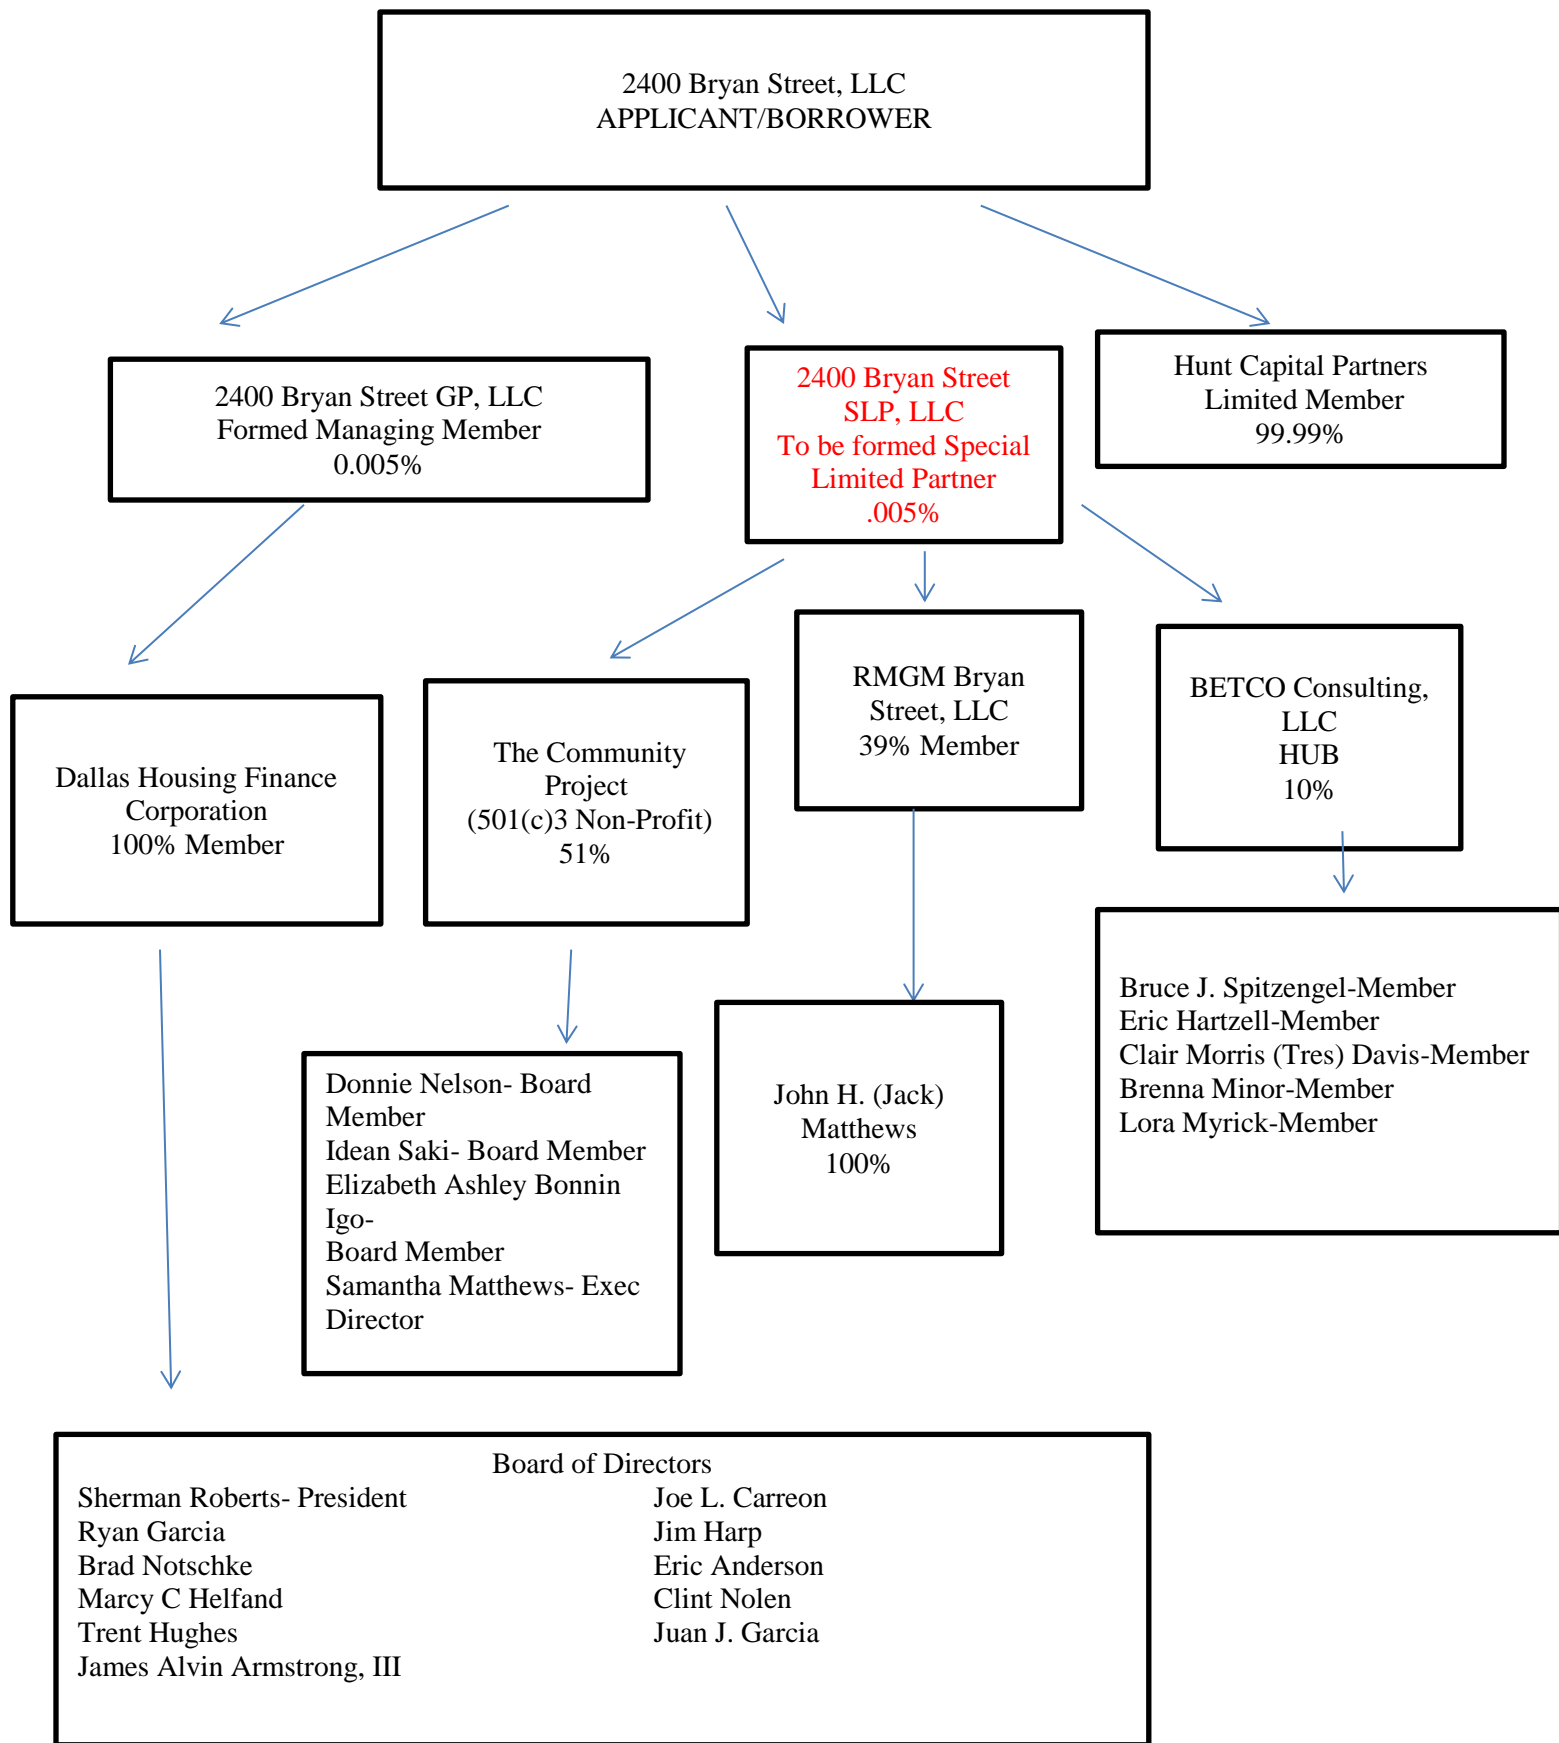 2400 Bryan Street, LLC
APPLICANT/BORROWER
2400 Bryan Street GP, LLC
Formed Managing Member
0.005%
2400 Bryan Street
SLP, LLC
To be formed Special
Limited Partner
.005%
Hunt Capital Partners
Limited Member
99.99%
Dallas Housing Finance
Corporation
100% Member
The Community
Project
(501(c)3 Non-Profit)
51%
RMGM Bryan
Street, LLC
39% Member
BETCO Consulting,
LLC
HUB
10%
Donnie Nelson- Board
Member
Idean Saki- Board Member
Elizabeth Ashley Bonnin
Igo-
Board Member
Samantha Matthews- Exec
Director
John H. (Jack)
Matthews
100%
Bruce J. Spitzengel-Member
Eric Hartzell-Member
Clair Morris (Tres) Davis-Member
Brenna Minor-Member
Lora Myrick-Member
Board of Directors
Sherman Roberts- President
Ryan Garcia
Brad Notschke
Marcy C Helfand
Trent Hughes
James Alvin Armstrong, III
Joe L. Carreon
Jim Harp
Eric Anderson
Clint Nolen
Juan J. Garcia